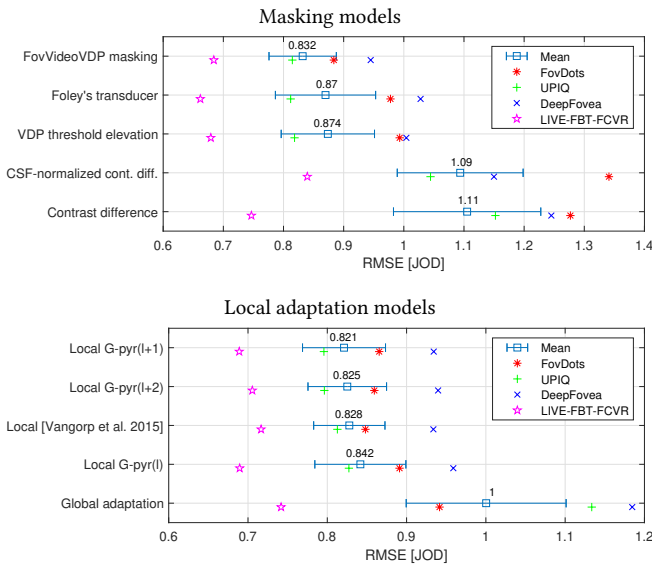 Masking models
FovVideoVDP masking
Foley's transducer
VDP threshold elevation
CSF-normalized cont. diff.
Contrast difference
0.832
0.87
0.874
1.09
1.11
Mean
FovDots
UPIQ
DeepFovea
LIVE-FBT-FCVR
0.6 0.7 0.8 0.9 1 1.1 1.2 1.3 1.4
RMSE [JOD]
Local adaptation models
Local G-pyr(l+1)
Local G-pyr(l+2)
Local [Vangorp et al. 2015]
Local G-pyr(l)
Global adaptation
0.821
0.825
0.828
0.842
1
Mean
FovDots
UPIQ
DeepFovea
LIVE-FBT-FCVR
0.6 0.7 0.8 0.9 1 1.1 1.2
RMSE [JOD]